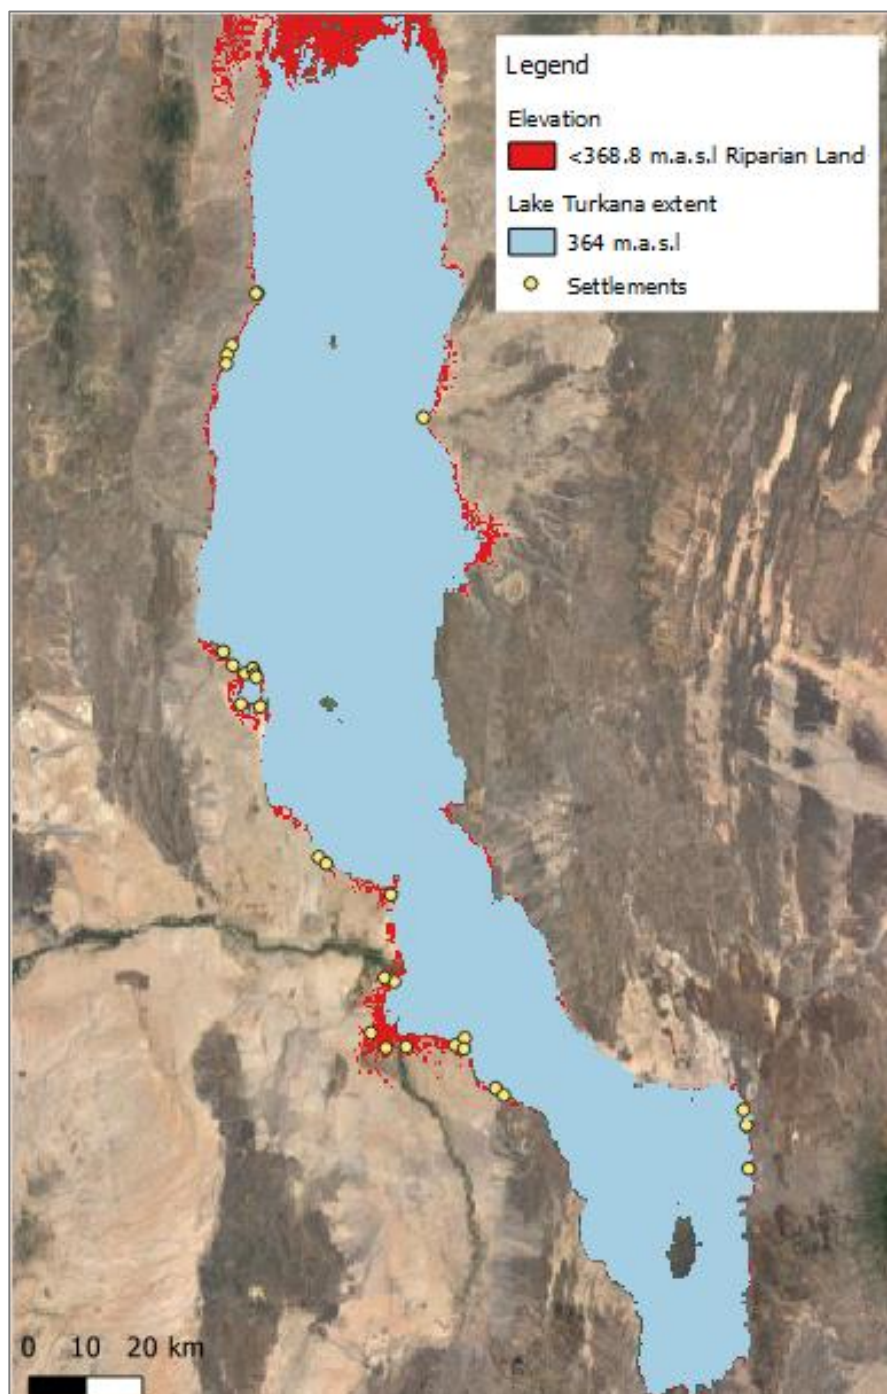 Legend
Elevation
<368.8 m.a.s.l Riparian Land
Lake Turkana extent
364 m.a.s.l
Settlements
0 10 20 km